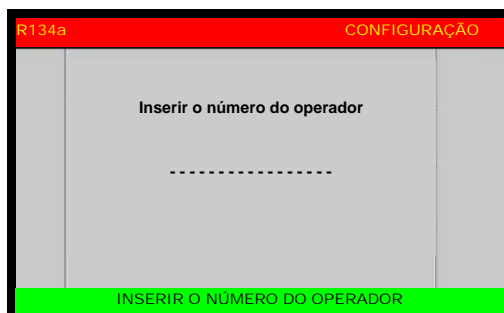 R134a CONFIGURAÇÃO
Inserir o número do operador
-----------------
INSERIR O NÚMERO DO OPERADOR